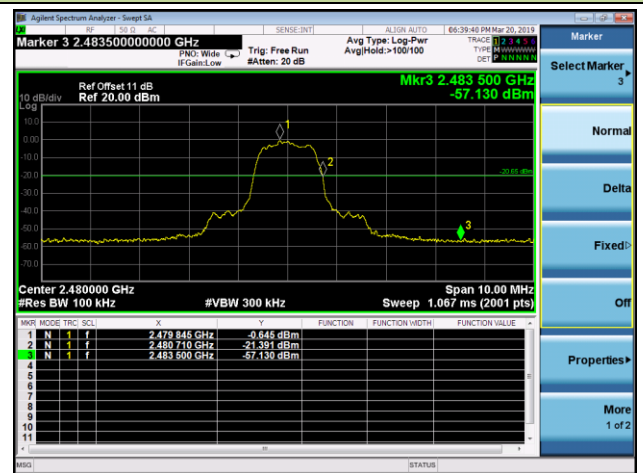 Agilent Spectrum Analyzer - Swept SA
RF 50 Ω AC SENSE:INT ALIGN AUTO 06:39:40 PM Mar 20, 2019
Marker 3 2.483500000000 GHz
PNO: Wide
IFGain:Low
Trig: Free Run
#Atten: 20 dB
Avg Type: Log-Pwr
Avg|Hold:>100/100
TRACE 1 2 3 4 5 6
TYPE M WWWWW
DET P N N N N N
Mkr3 2.483 500 GHz
-57.130 dBm
Ref Offset 11 dB
10 dB/div Ref 20.00 dBm
Log
10.0
0.00
-10.0
-20.0
-30.0
-40.0
-50.0
-60.0
-70.0
1
2
3
-20.65 dBm
Center 2.480000 GHz Span 10.00 MHz
#Res BW 100 kHz #VBW 300 kHz Sweep 1.067 ms (2001 pts)
MKR MODE TRC SCL X Y FUNCTION FUNCTION WIDTH FUNCTION VALUE
1 N 1 f 2.479 845 GHz -0.645 dBm
2 N 1 f 2.480 710 GHz -21.391 dBm
3 N 1 f 2.483 500 GHz -57.130 dBm
4
5
6
7
8
9
10
11
MSG STATUS
Marker
Select Marker
3
Normal
Delta
Fixed
Off
Properties
More
1 of 2